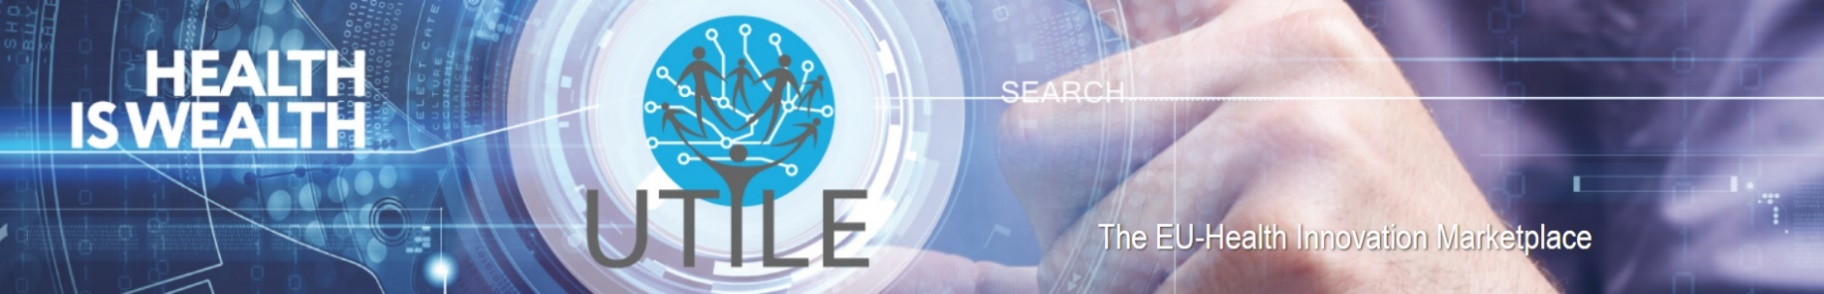 HEALTH
IS WEALTH
UTILE
SEARCH
The EU-Health Innovation Marketplace